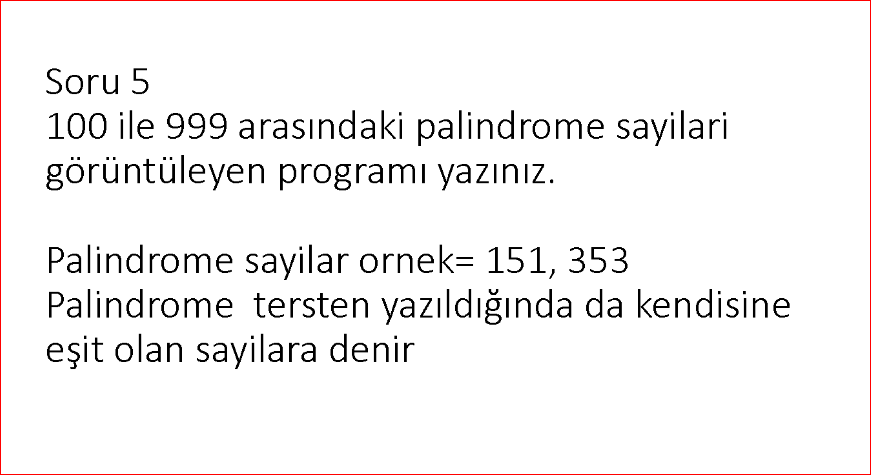 Soru 5
100 ile 999 arasındaki palindrome sayilari
görüntüleyen programı yazınız.
Palindrome sayilar ornek= 151, 353
Palindrome  tersten yazıldığında da kendisine
eşit olan sayilara denir